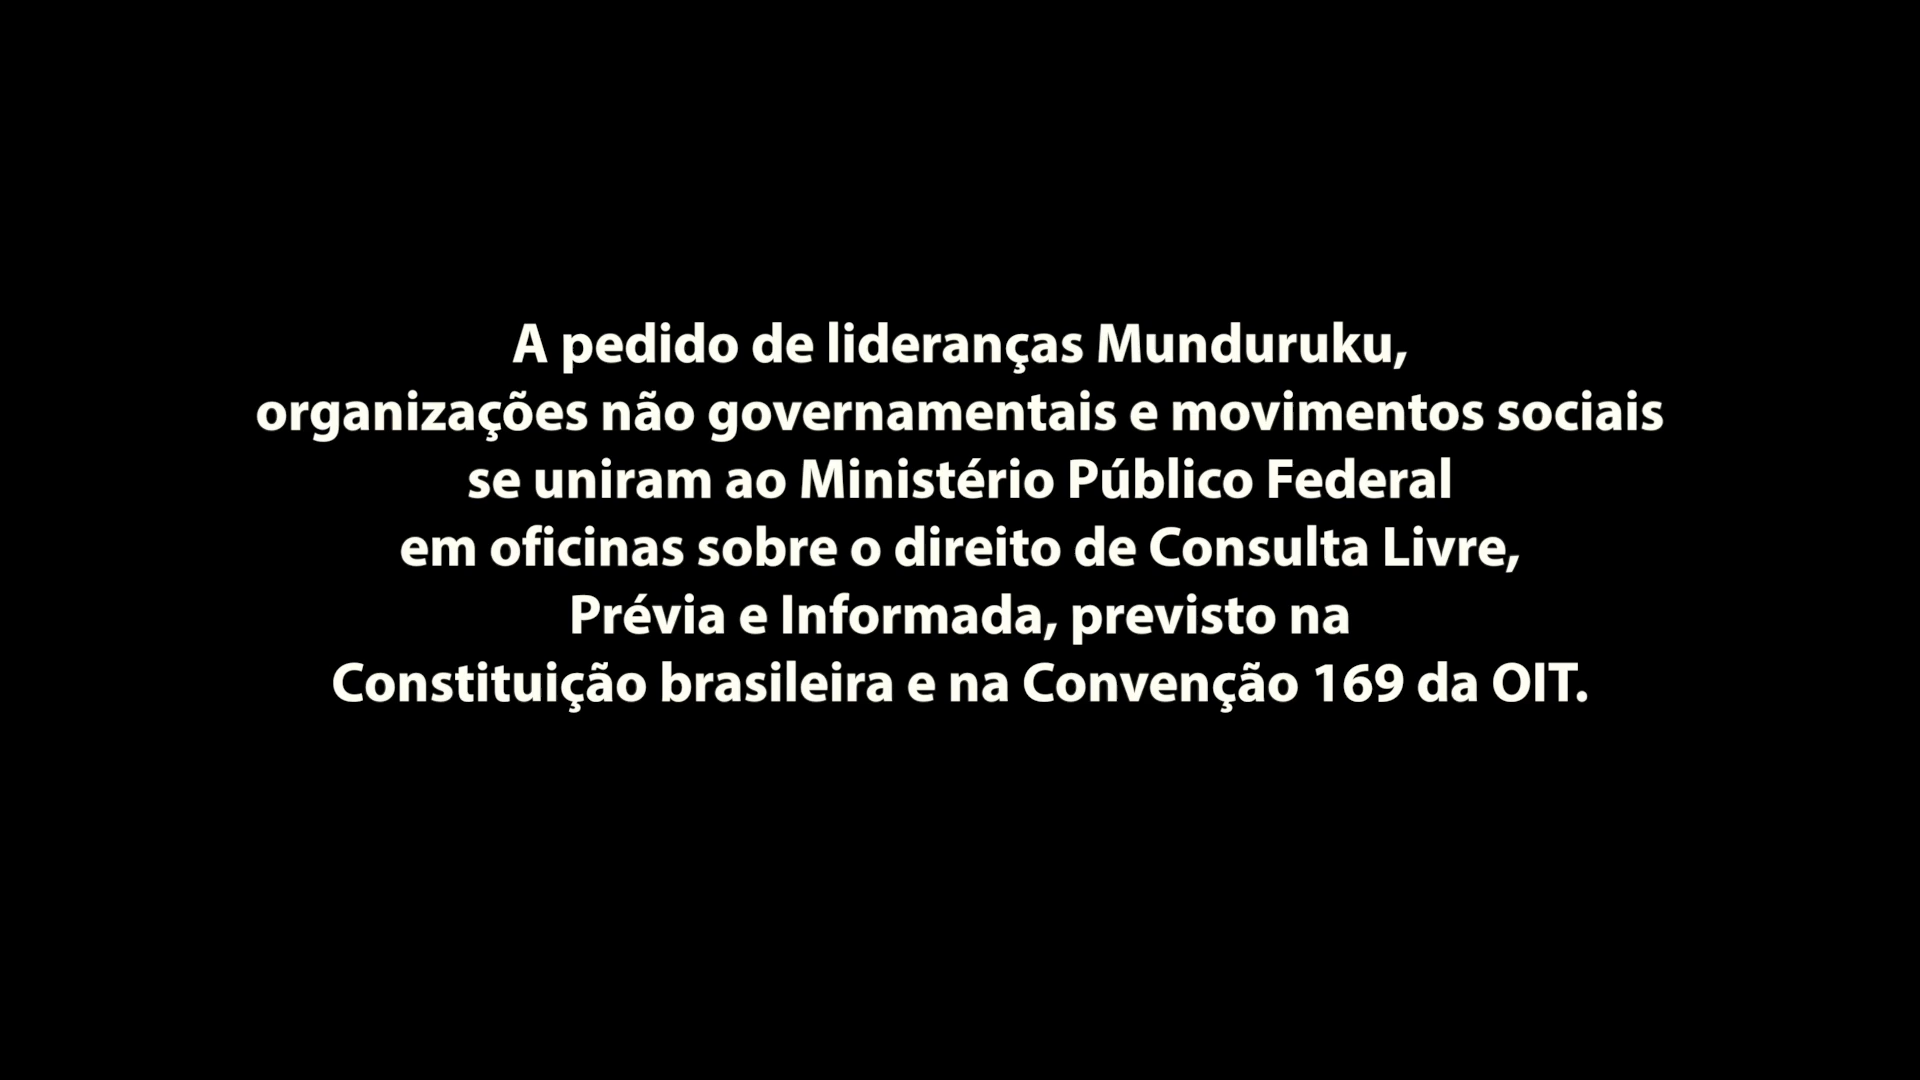 A pedido de lideranças Munduruku,
organizações não governamentais e movimentos sociais
se uniram ao Ministério Público Federal
em oficinas sobre o direito de Consulta Livre,
Prévia e Informada, previsto na
Constituição brasileira e na Convenção 169 da OIT.